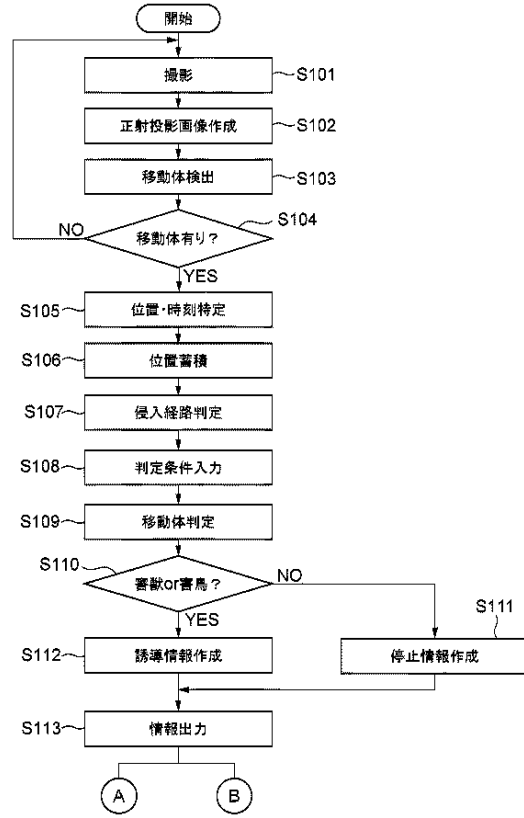 開始
撮影
S101
正射投影画像作成
S102
移動体検出
S103
移動体有り?
S104
NO
YES
S105
位置・時刻特定
S106
位置蓄積
S107
侵入経路判定
S108
判定条件入力
S109
移動体判定
S110
害獣or害鳥?
NO
YES
S111
S112
誘導情報作成
停止情報作成
S113
情報出力
A
B